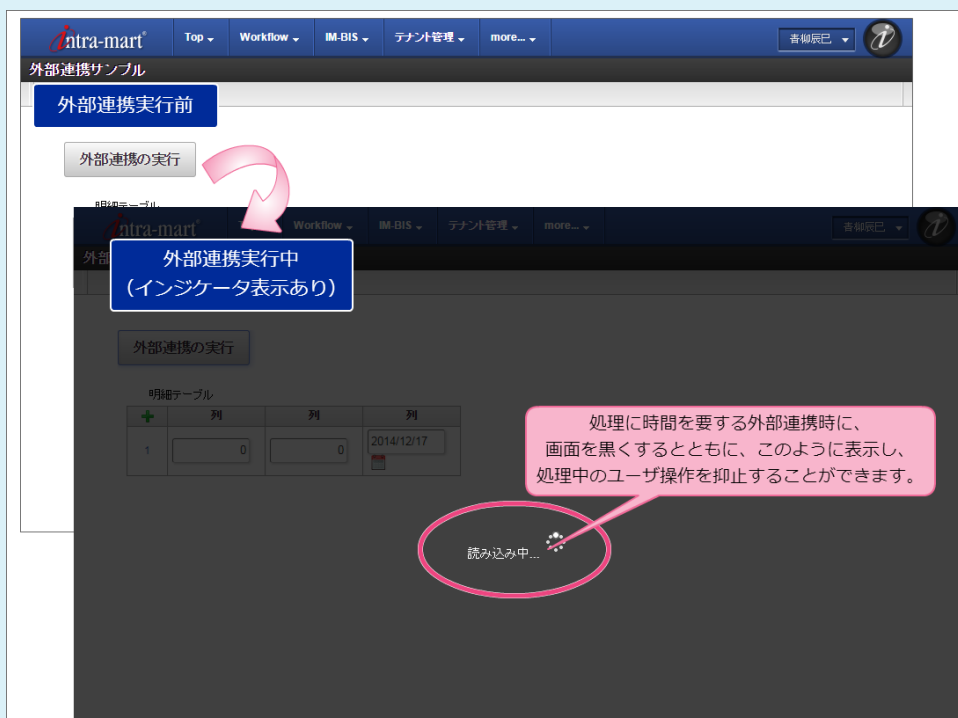 intra-mart Top Workflow IM-BIS テナント管理 more... 青柳辰巳
外部連携サンプル
外部連携実行前
外部連携の実行
明細テーブル
intra-mart Workflow IM-BIS テナント管理 more... 青柳辰巳
外部
外部連携実行中
（インジケータ表示あり）
外部連携の実行
明細テーブル
列 列 列
1 0 0 2014/12/17
処理に時間を要する外部連携時に、
画面を黒くするとともに、このように表示し、
処理中のユーザ操作を抑止することができます。
読み込み中...